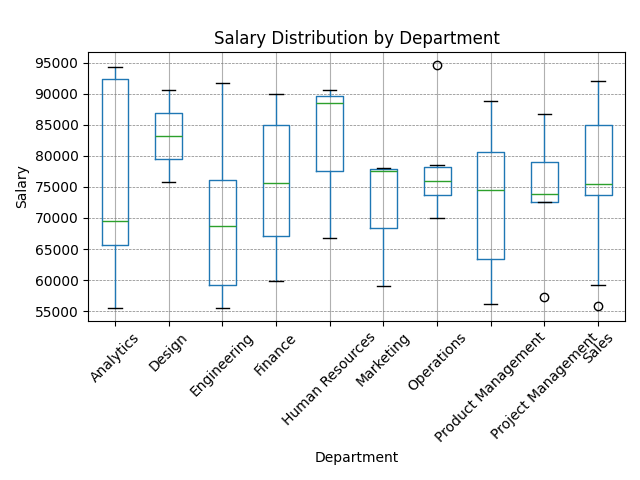 Salary Distribution by Department
95000
90000
85000
80000
75000
70000
65000
60000
55000
Salary
Analytics
Design
Engineering
Finance
Human Resources
Marketing
Operations
Product Management
Project Management
Sales
Department